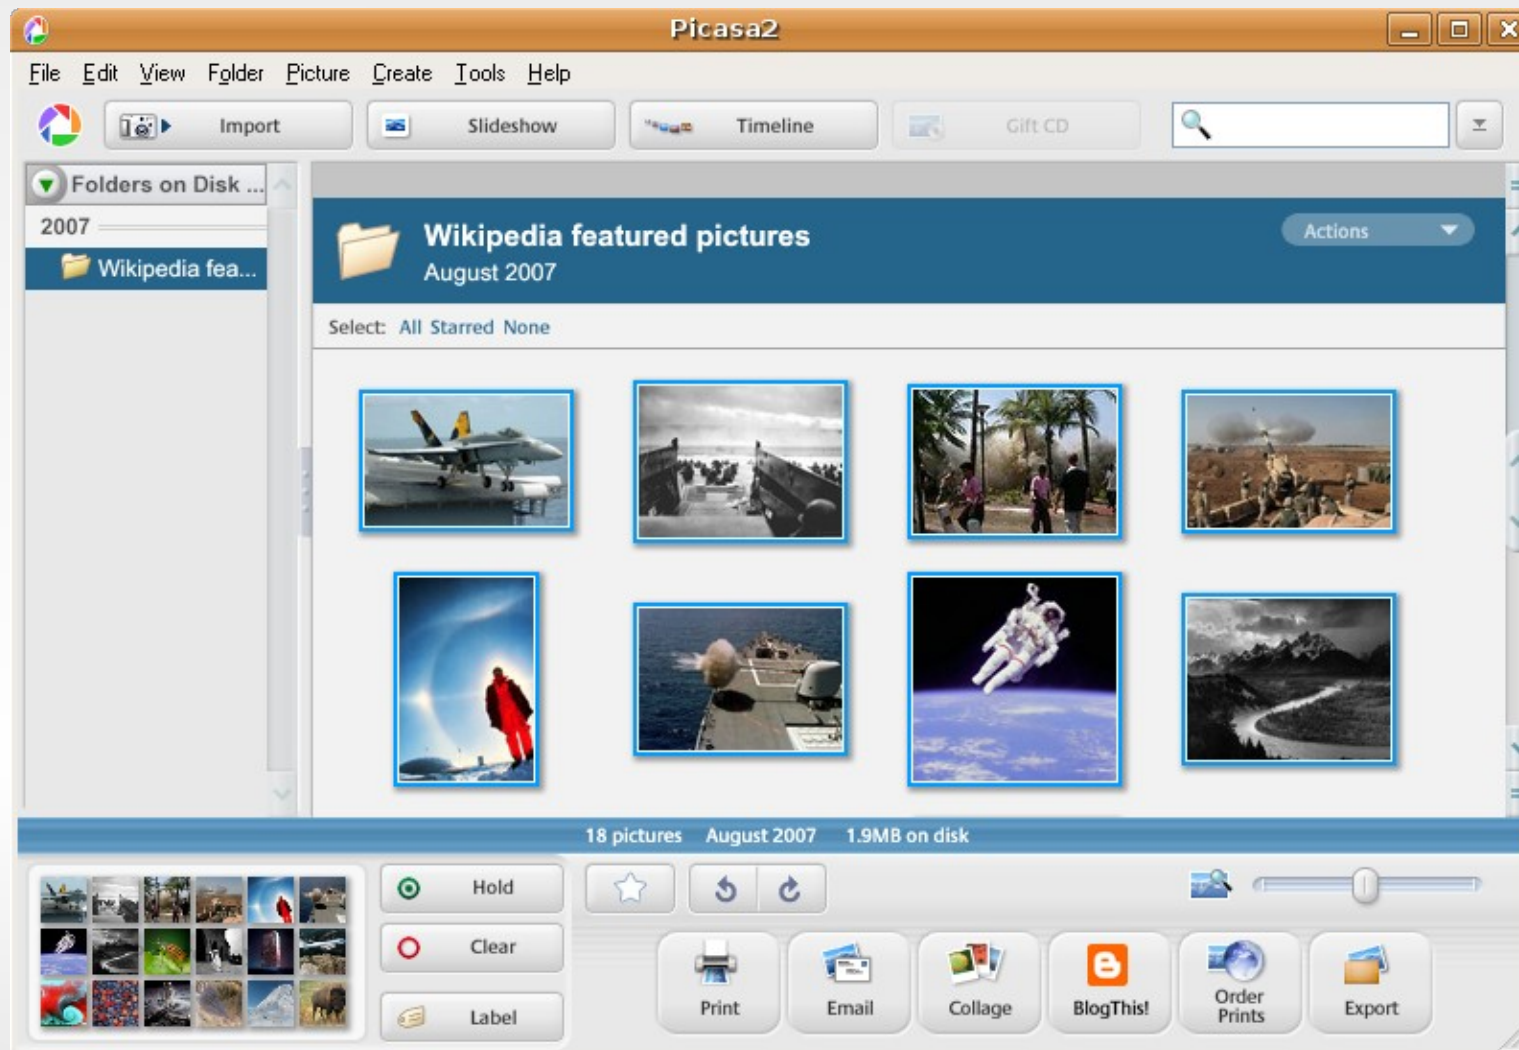 Picasa2
File Edit View Folder Picture Create Tools Help
Import Slideshow Timeline Gift CD
Folders on Disk ...
2007
Wikipedia fea...
Wikipedia featured pictures
August 2007
Actions
Select: All Starred None
18 pictures August 2007 1.9MB on disk
Hold
Clear
Label
Print Email Collage BlogThis! Order Prints Export